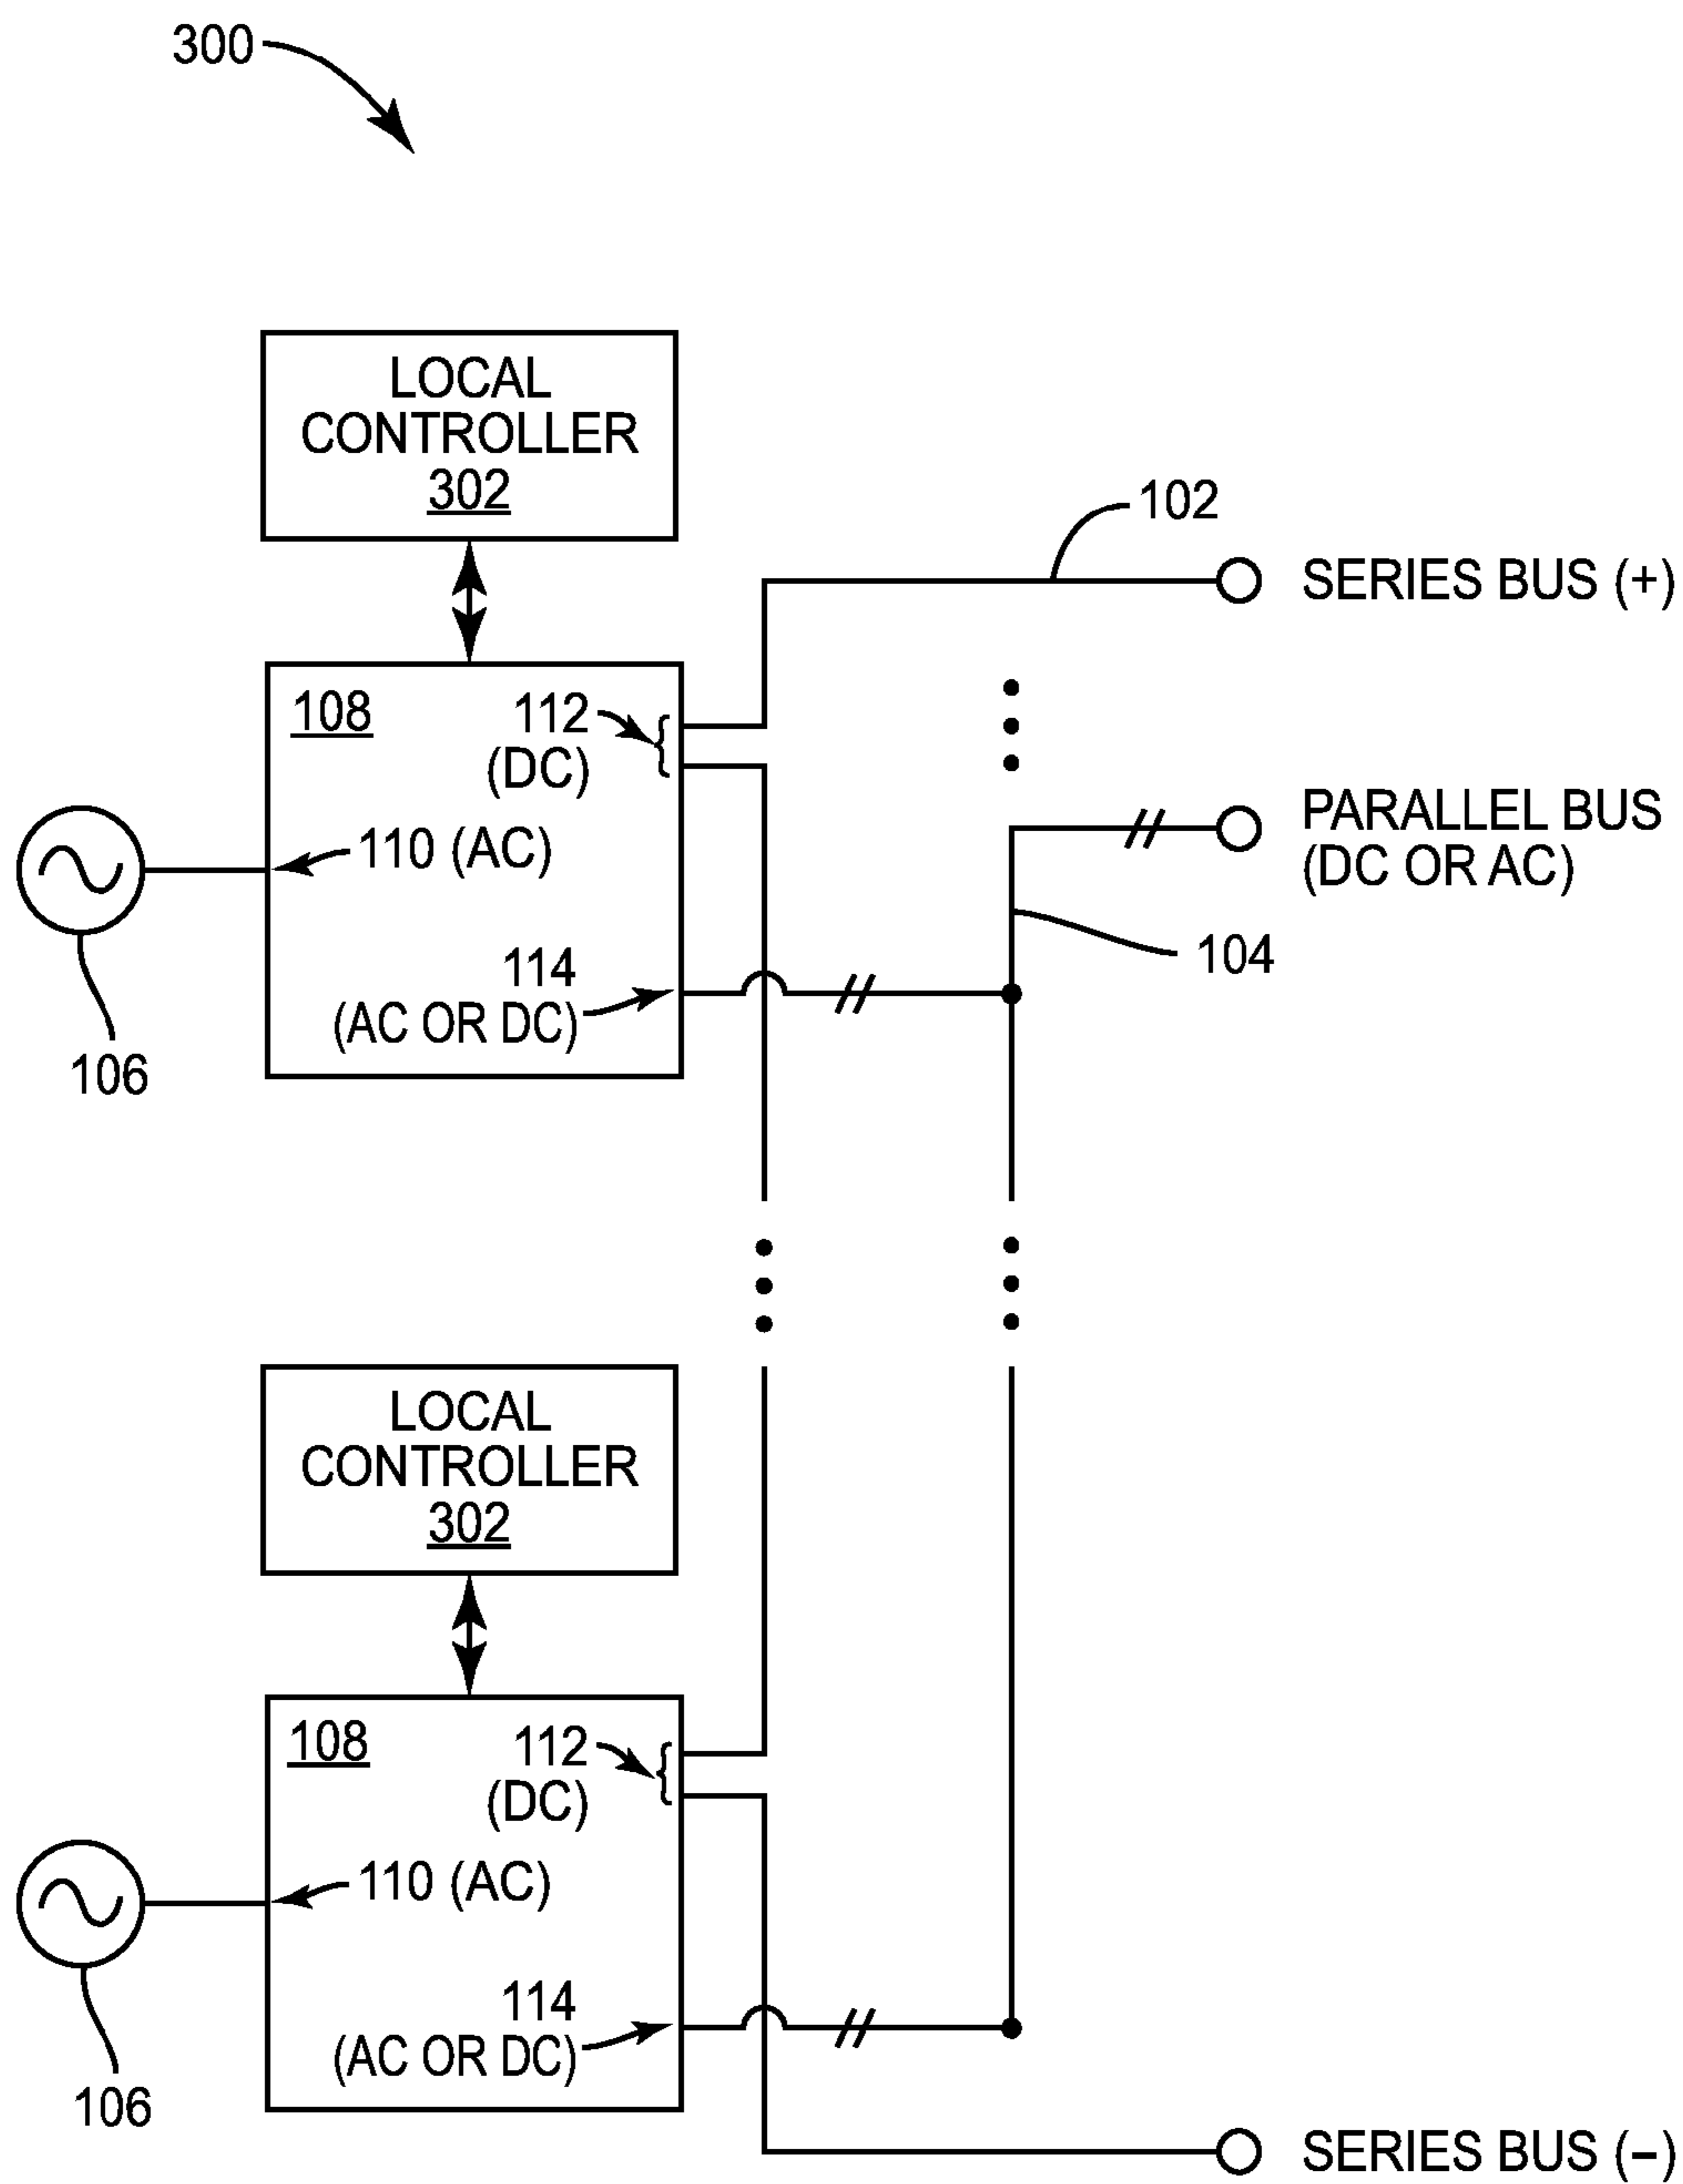 300
LOCAL
CONTROLLER
302
102
SERIES BUS (+)
108
112
(DC)
PARALLEL BUS
(DC OR AC)
110 (AC)
104
114
(AC OR DC)
106
LOCAL
CONTROLLER
302
108
112
(DC)
110 (AC)
114
(AC OR DC)
106
SERIES BUS (−)